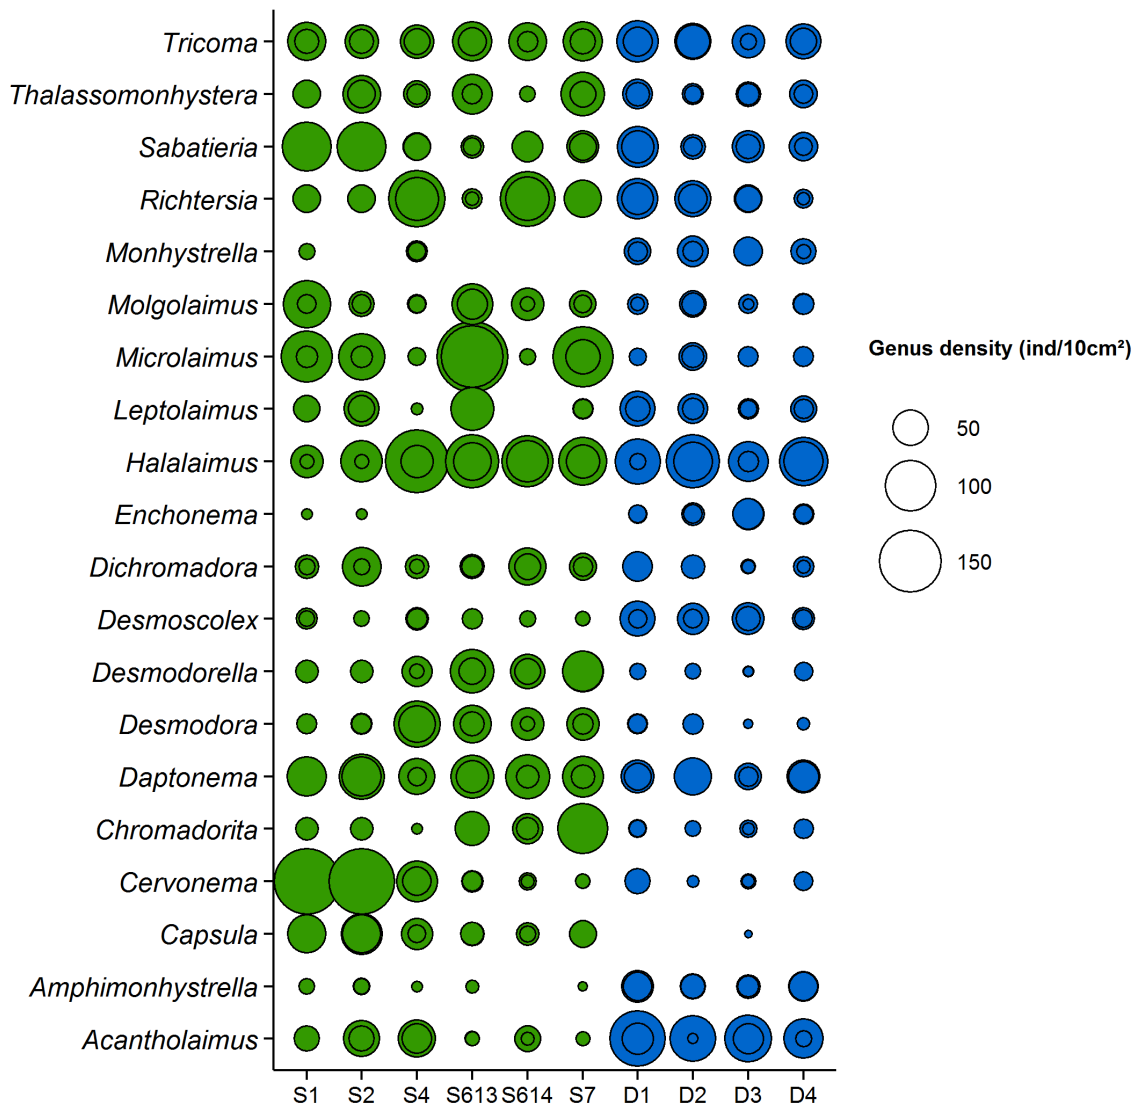 Tricoma
Thalassomonhystera
Sabatieria
Richtersia
Monhystrella
Molgolaimus
Microlaimus
Leptolaimus
Halalaimus
Enchonema
Dichromadora
Desmoscolex
Desmodorella
Desmodora
Daptonema
Chromadorita
Cervonema
Capsula
Amphimonhystrella
Acantholaimus
S1 S2 S4 S613 S614 S7 D1 D2 D3 D4
Genus density (ind/10cm²)
50
100
150